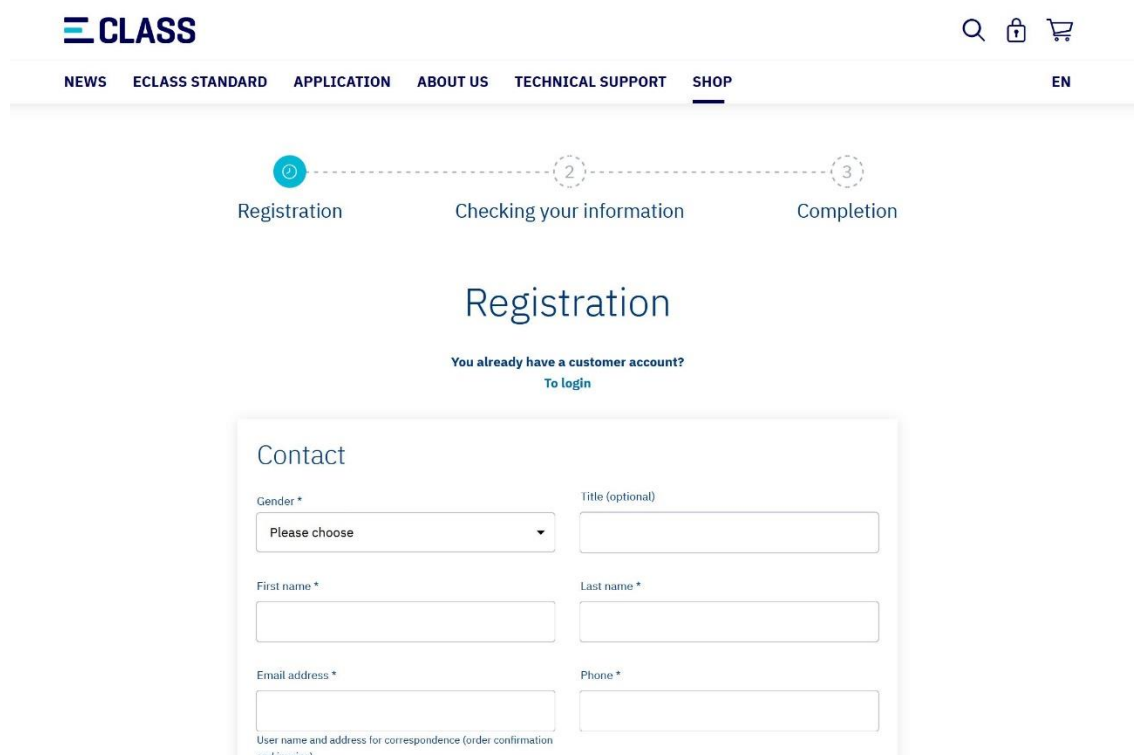 ECLASS
NEWS ECLASS STANDARD APPLICATION ABOUT US TECHNICAL SUPPORT SHOP EN
2 3
Registration Checking your information Completion
Registration
You already have a customer account?
To login
Contact
Gender * Title (optional)
Please choose
First name * Last name *
Email address * Phone *
User name and address for correspondence (order confirmation